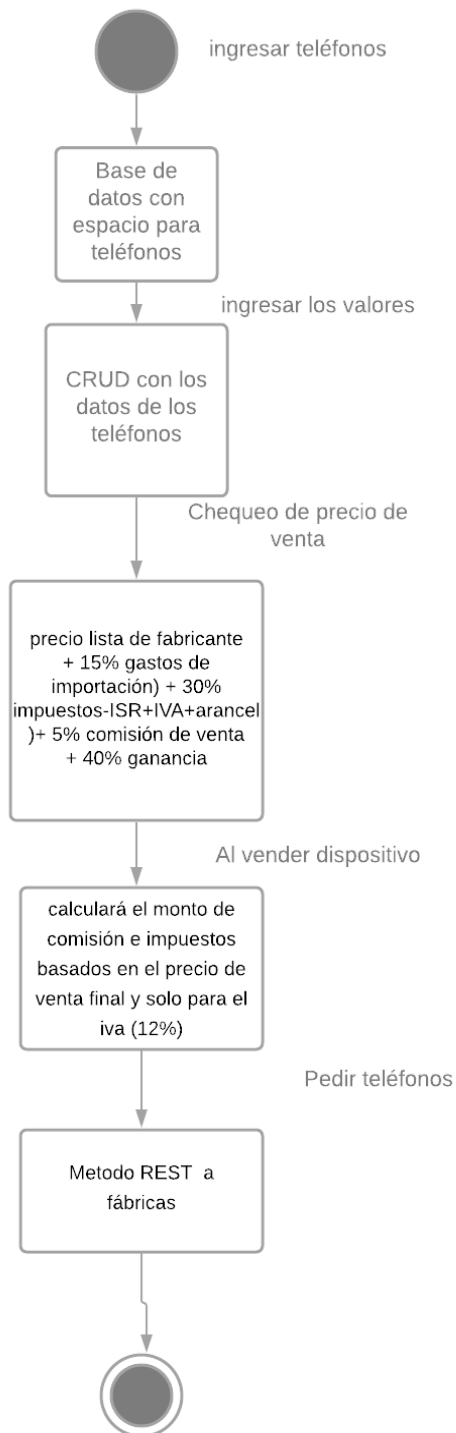 ingresar teléfonos
Base de
datos con
espacio para
teléfonos
ingresar los valores
CRUD con los
datos de los
teléfonos
Chequeo de precio de
venta
precio lista de fabricante
+ 15% gastos de
importación) + 30%
impuestos-ISR+IVA+arancel
)+ 5% comisión de venta
+ 40% ganancia
Al vender dispositivo
calculará el monto de
comisión e impuestos
basados en el precio de
venta final y solo para el
iva (12%)
Pedir teléfonos
Metodo REST a
fábricas